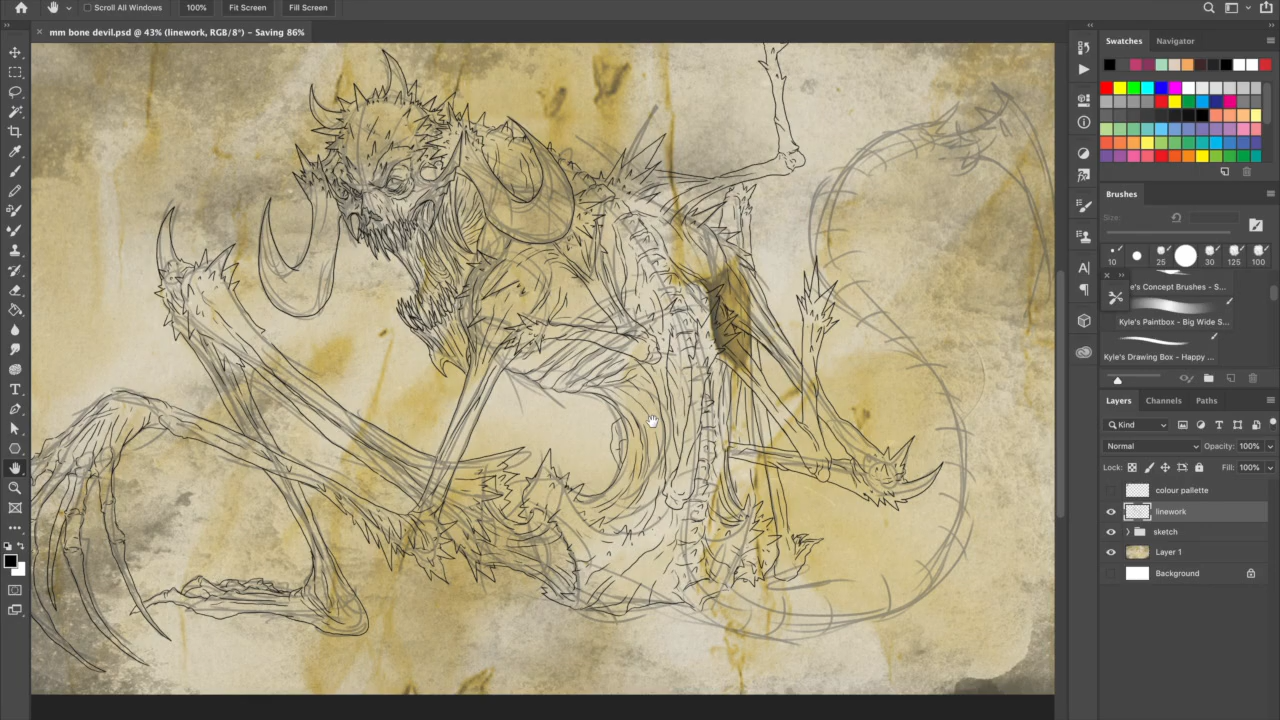 Scroll All Windows 100% Fit Screen Fill Screen
mm bone devil.psd @ 43% (linework, RGB/8*) ~ Saving 86%
Swatches Navigator
Brushes
Size:
10 25 30 125 100
e's Concept Brushes - S...
Kyle's Paintbox - Big Wide S...
Kyle's Drawing Box - Happy ...
Layers Channels Paths
Kind
Normal Opacity: 100%
Lock: Fill: 100%
colour pallette
linework
sketch
Layer 1
Background